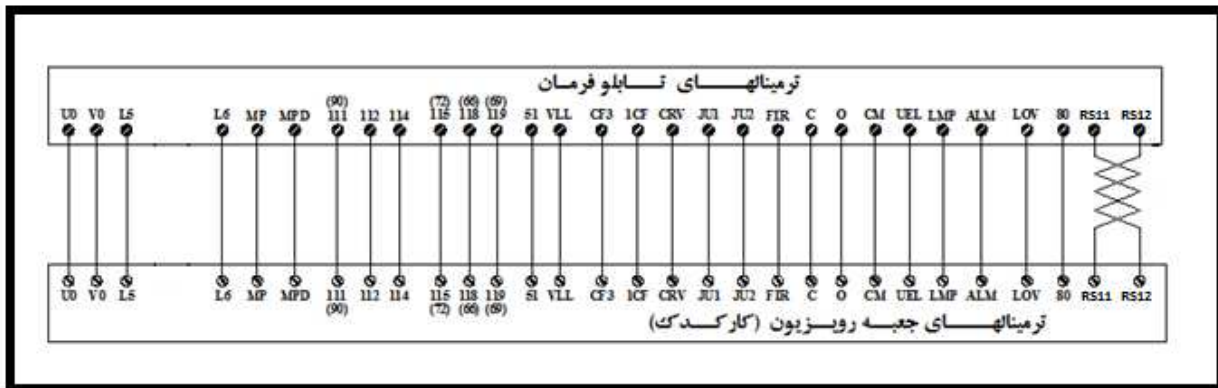 ترمینالهای تابلو فرمان
(90) (72) (66) (69)
U0 V0 L5 L6 MP MPD 111 112 114 115 118 119 51 VLL CF3 1CF CRV JU1 JU2 FIR C O CM UEL LMP ALM LOV 80 RS11 RS12
U0 V0 L5 L6 MP MPD 111 112 114 115 118 119 51 VLL CF3 1CF CRV JU1 JU2 FIR C O CM UEL LMP ALM LOV 80 RS11 RS12
(90) (72) (66) (69)
ترمینالهای جعبه رویزیون (کارکدک)